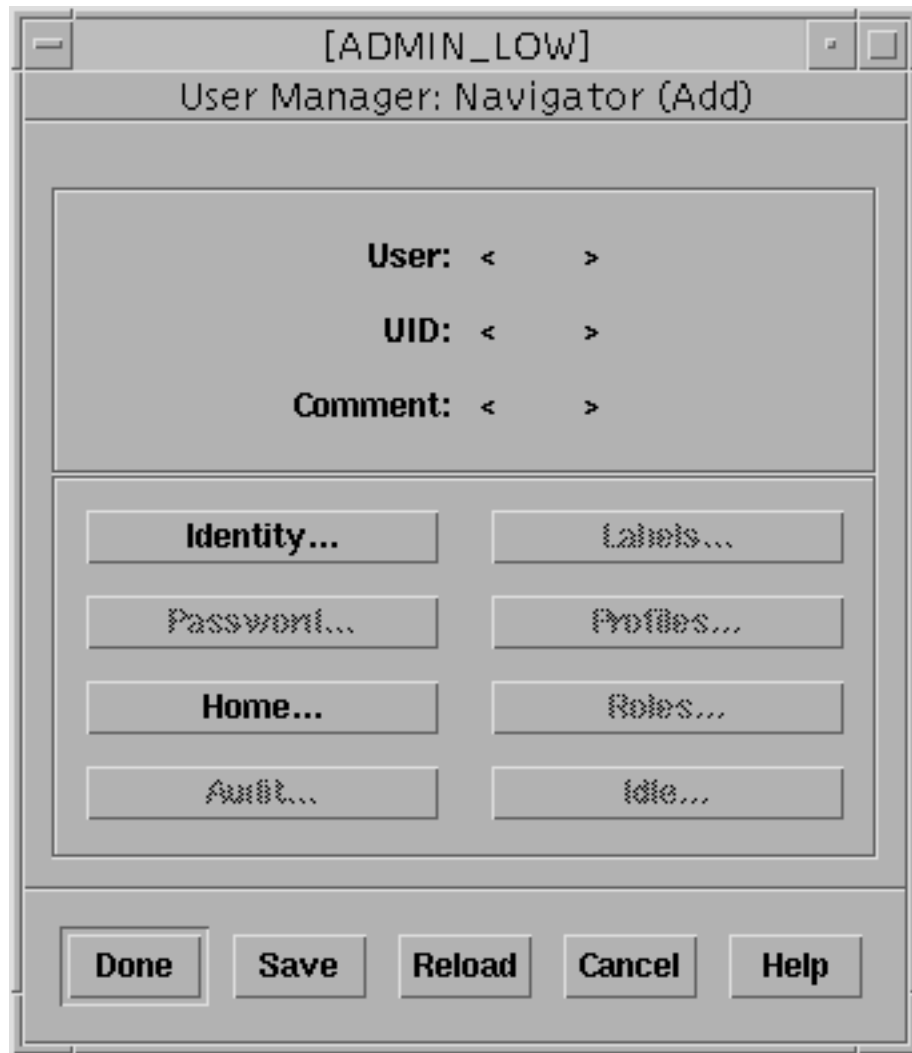 [ADMIN_LOW]
User Manager: Navigator (Add)
User: < >
UID: < >
Comment: < >
Identity... Labels...
Password... Profiles...
Home... Roles...
Audit... Idle...
Done Save Reload Cancel Help